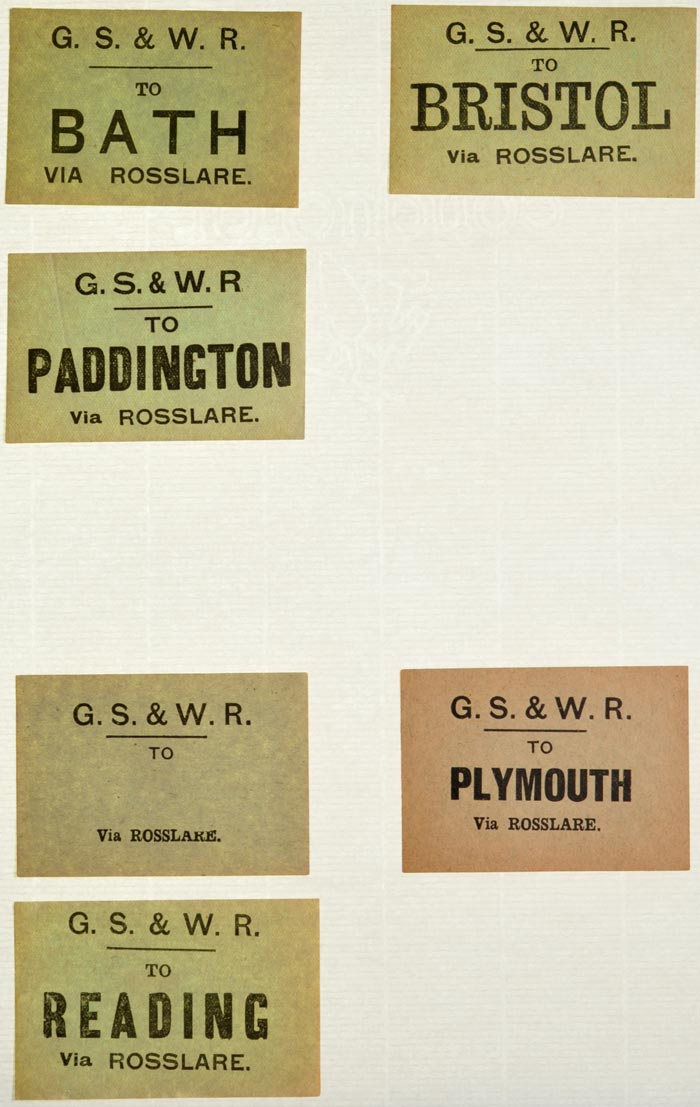 G. S. & W. R.
TO
BATH
VIA ROSSLARE.
G. S. & W. R.
TO
BRISTOL
Via ROSSLARE.
G. S. & W. R
TO
PADDINGTON
Via ROSSLARE.
G. S. & W. R.
TO
Via ROSSLARE.
G. S. & W. R.
TO
PLYMOUTH
Via ROSSLARE.
G. S. & W. R.
TO
READING
Via ROSSLARE.